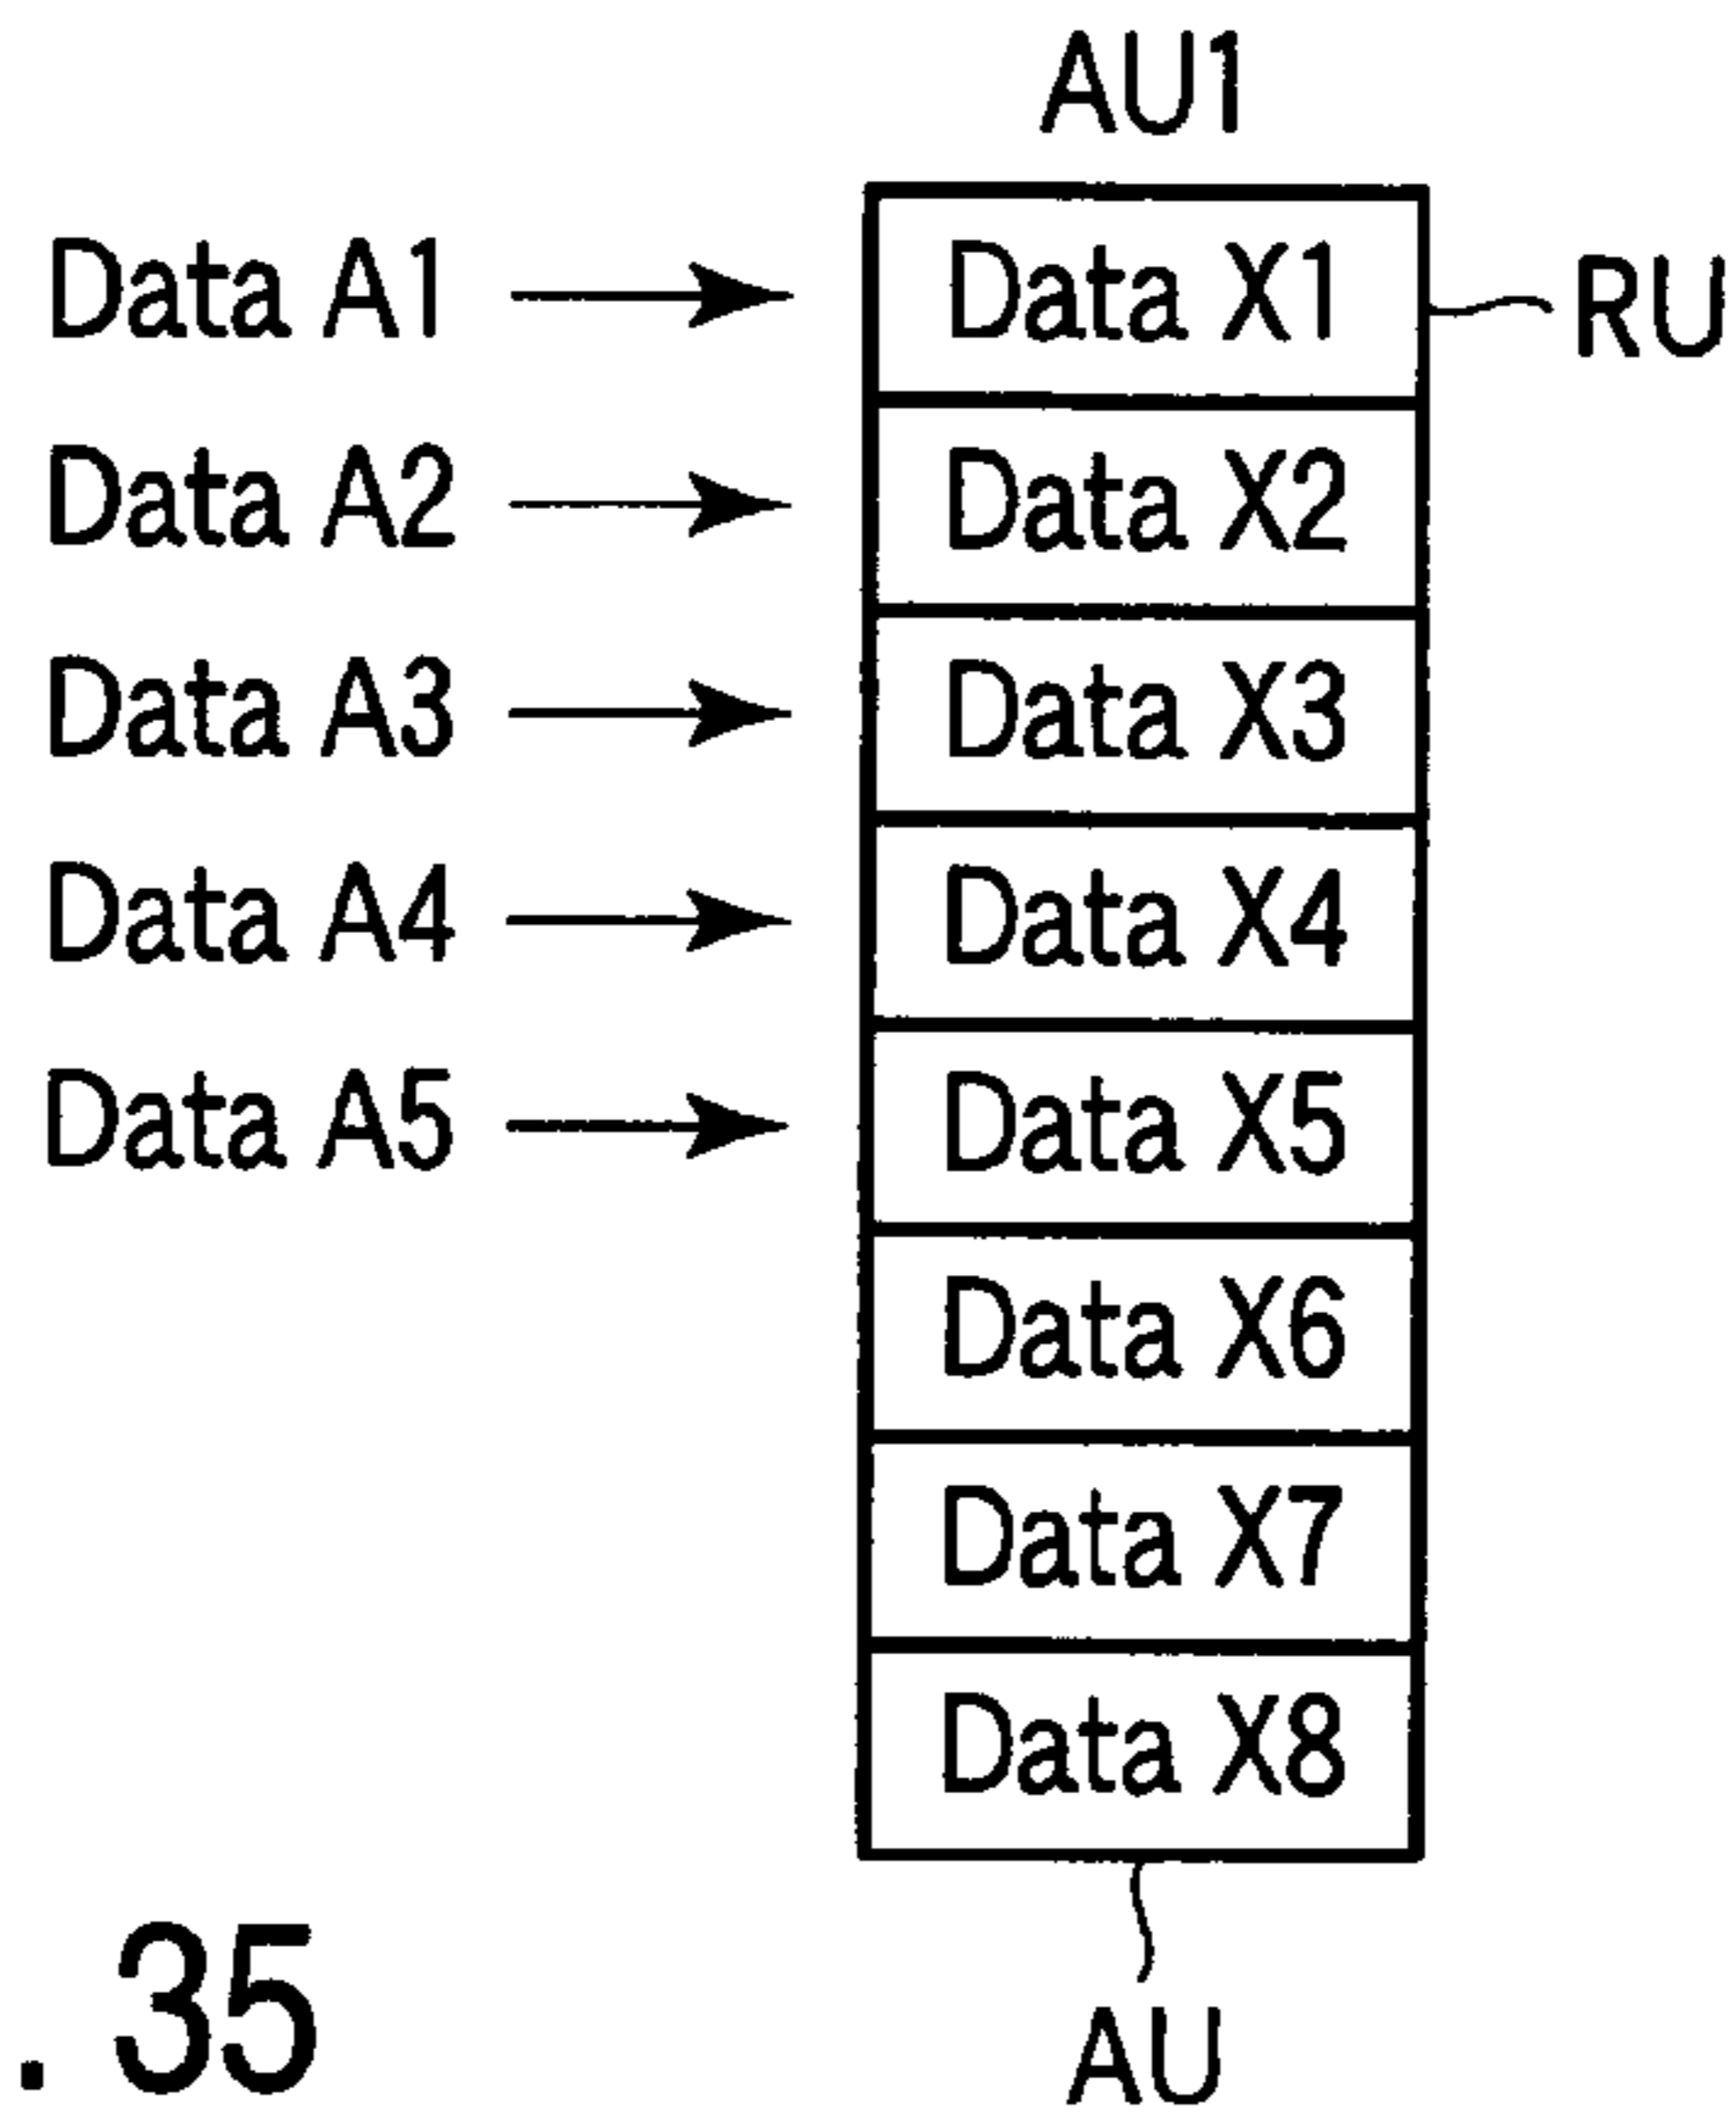 AU1
Data A1 Data X1 RU
Data A2 Data X2
Data A3 Data X3
Data A4 Data X4
Data A5 Data X5
Data X6
Data X7
Data X8
AU
. 35